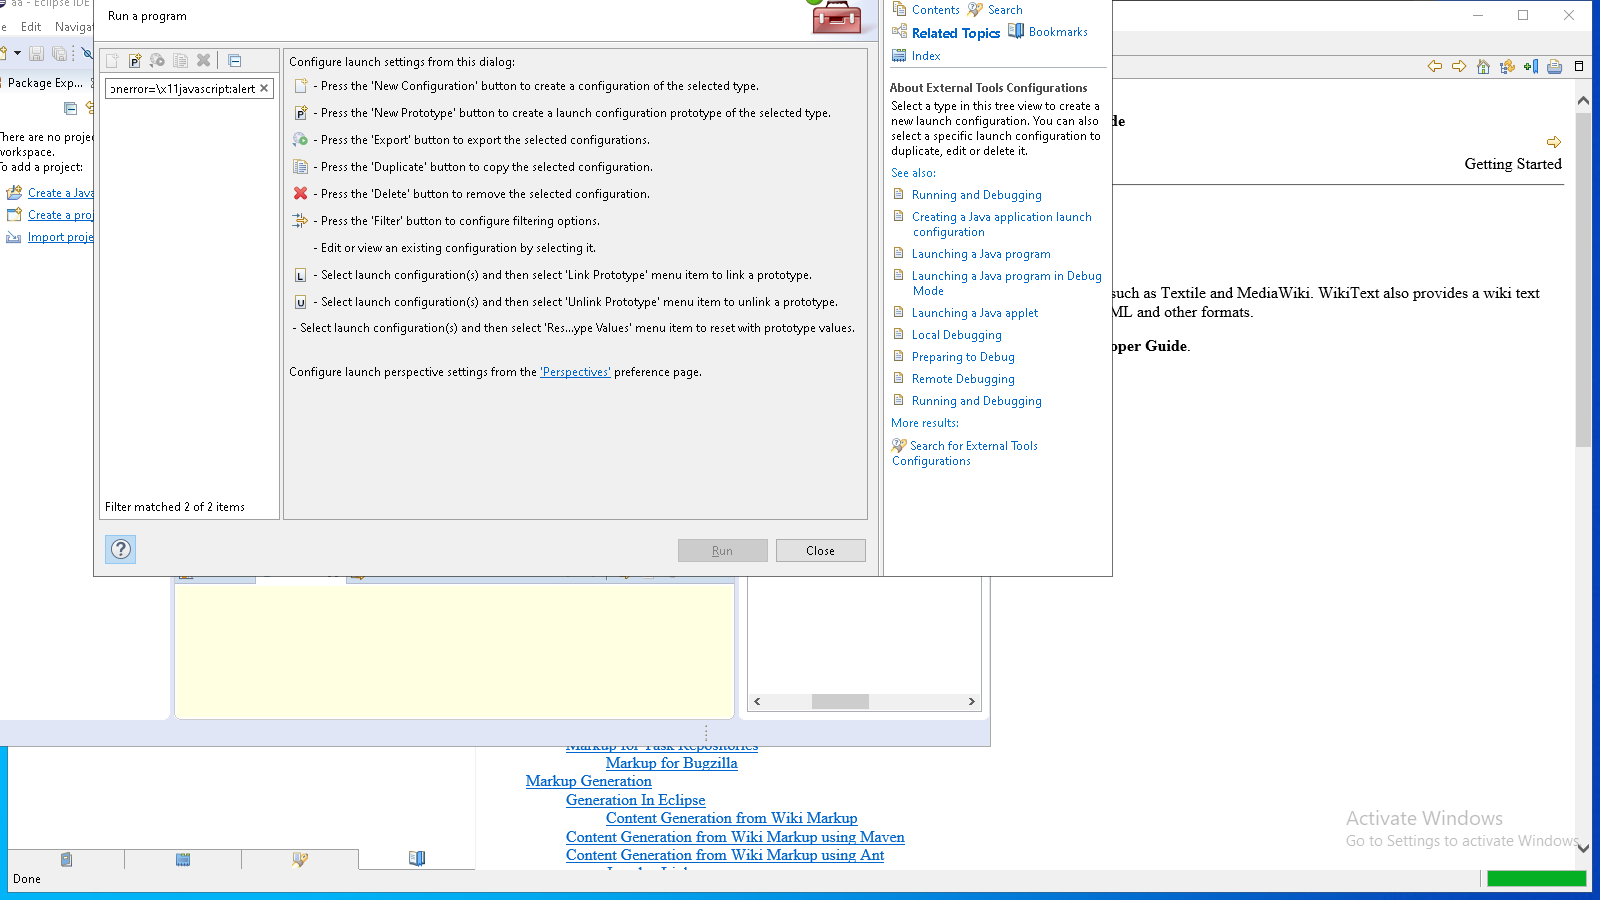 aa - Eclipse IDE
Edit
Run a program
Package Exp...
There are no
workspace.
To add a project:
Create a Java
Import
onerror=\x11javascript:alert
Filter matched 2 of 2 items
Configure launch settings from this dialog:
- Press the 'New Configuration' button to create a configuration of the selected type.
- Press the 'New Prototype' button to create a launch configuration prototype of the selected type.
- Press the 'Export' button to export the selected configurations.
- Press the 'Duplicate' button to copy the selected configuration.
- Press the 'Delete' button to remove the selected configuration.
- Press the 'Filter' button to configure filtering options.
- Edit or view an existing configuration by selecting it.
- Select launch configuration(s) and then select 'Link Prototype' menu item to link a prototype.
- Select launch configuration(s) and then select 'Unlink Prototype' menu item to unlink a prototype.
- Select launch configuration(s) and then select 'Res...ype Values' menu item to reset with prototype values.
Configure launch perspective settings from the 'Perspectives' preference page.
Run
Close
Contents
Search
Related Topics
Bookmarks
Index
About External Tools Configurations
Select a type in this tree view to create a
new launch configuration. You can also
select a specific launch configuration to
duplicate, edit or delete it.
See also:
Running and Debugging
Creating a Java application launch
configuration
Launching a Java program
Launching a Java program in Debug
Mode
Launching a Java applet
Local Debugging
Preparing to Debug
Remote Debugging
Running and Debugging
More results:
Search for External Tools
Configurations
Getting Started
such as Textile and MediaWiki. WikiText also provides a wiki text
and other formats.
Guide.
Markup for Task Repositories
Markup for Bugzilla
Markup Generation
Generation In Eclipse
Content Generation from Wiki Markup
Content Generation from Wiki Markup using Maven
Content Generation from Wiki Markup using Ant
Activate Windows
Go to Settings to activate Windows.
Done